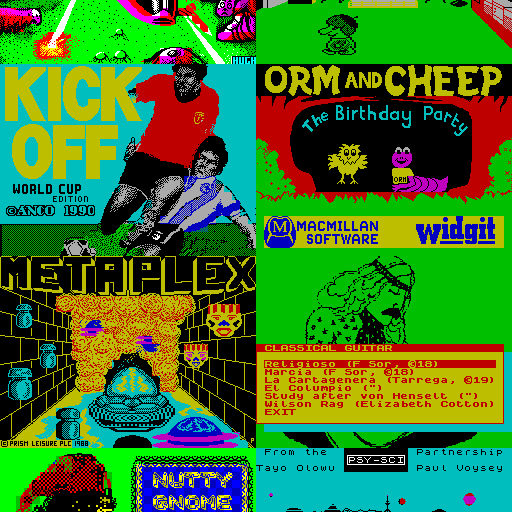 HUGH
KICK
OFF
WORLD CUP
EDITION
©ANCO 1990
ORM AND CHEEP
The Birthday Party
ORM
M MACMILLAN
SOFTWARE
widgit
METAPLEX
© PRISM LEISURE PLC 1988
P
CLASSICAL GUITAR
Religioso (F Sor, ©18)
Marcia (F Sor, ©18)
La Cartagenera (Tarrega, ©19)
El Columpio (")
Study after von Henselt (")
Wilson Rag (Elizabeth Cotton)
EXIT
NUTTY
GNOME
From the
Tayo Olowu
PSY-SCI
Partnership
Paul Voysey